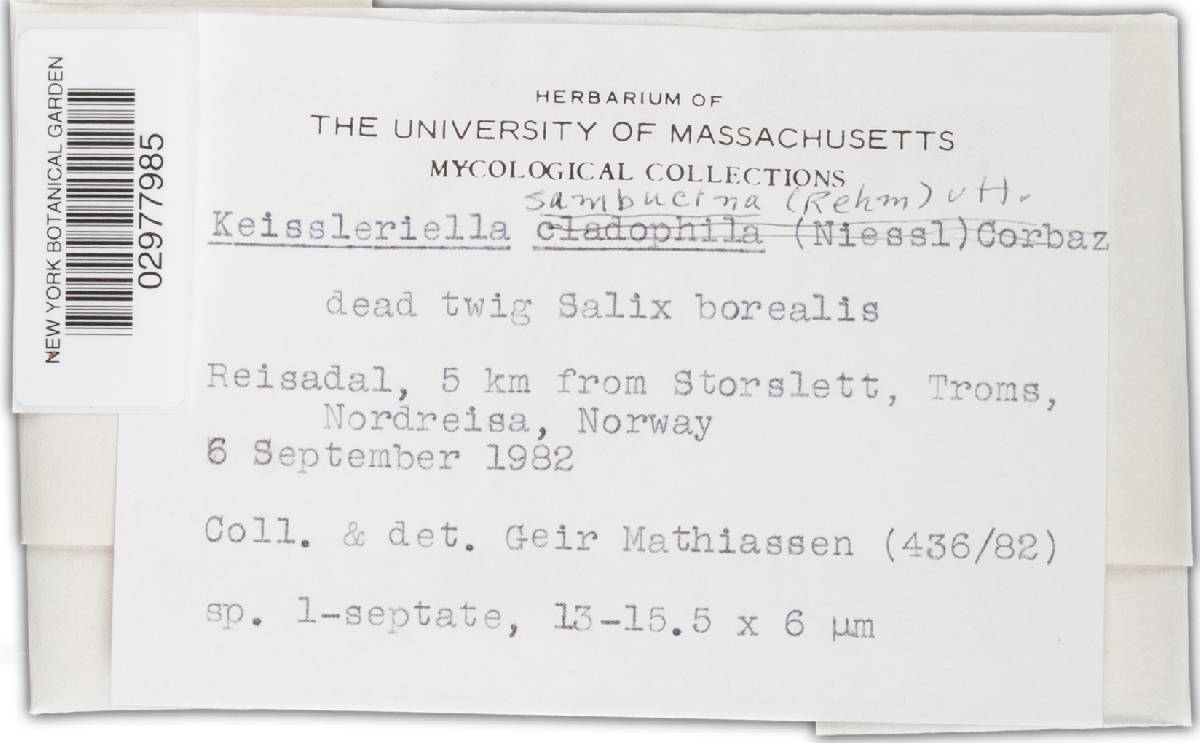 NEW YORK BOTANICAL GARDEN
02977985
HERBARIUM OF
THE UNIVERSITY OF MASSACHUSETTS
MYCOLOGICAL COLLECTIONS
sambucina (Rehm) v H.
Keissleriella cladophila (Niessl)Corbaz
dead twig Salix borealis
Reisadal, 5 km from Storslett, Troms,
Nordreisa, Norway
6 September 1982
Coll. & det. Geir Mathiassen (436/82)
sp. 1-septate, 13-15.5 x 6 µm